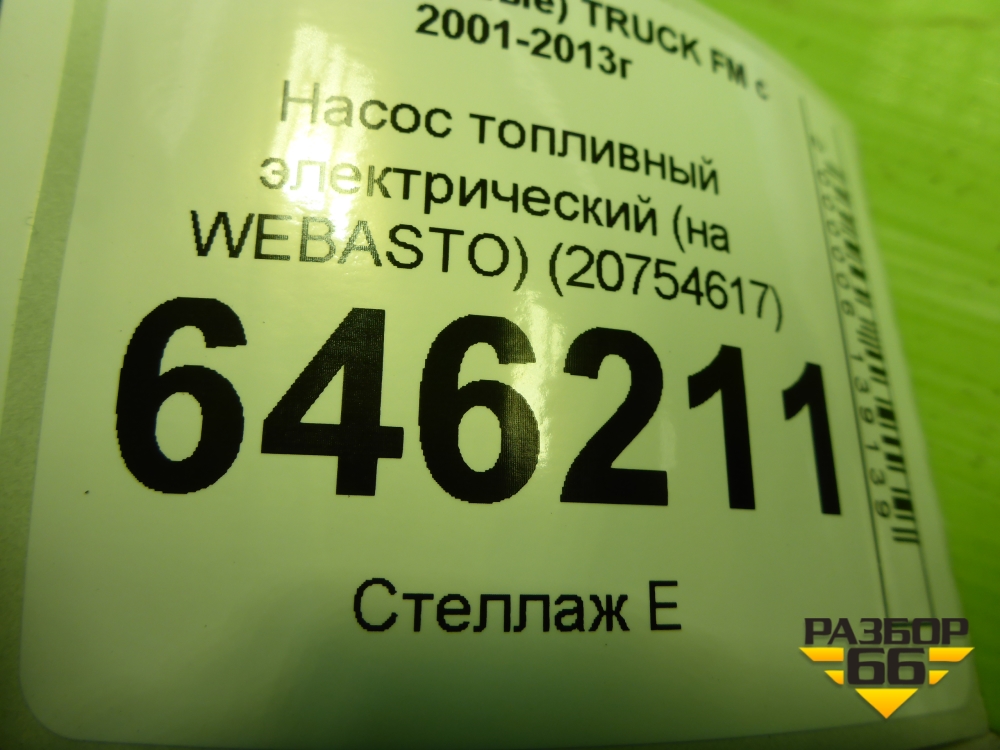 TRUCK FM с
2001-2013г
Насос топливный
электрический (на
WEBASTO) (20754617)
646211
Стеллаж Е
РАЗБОР
66